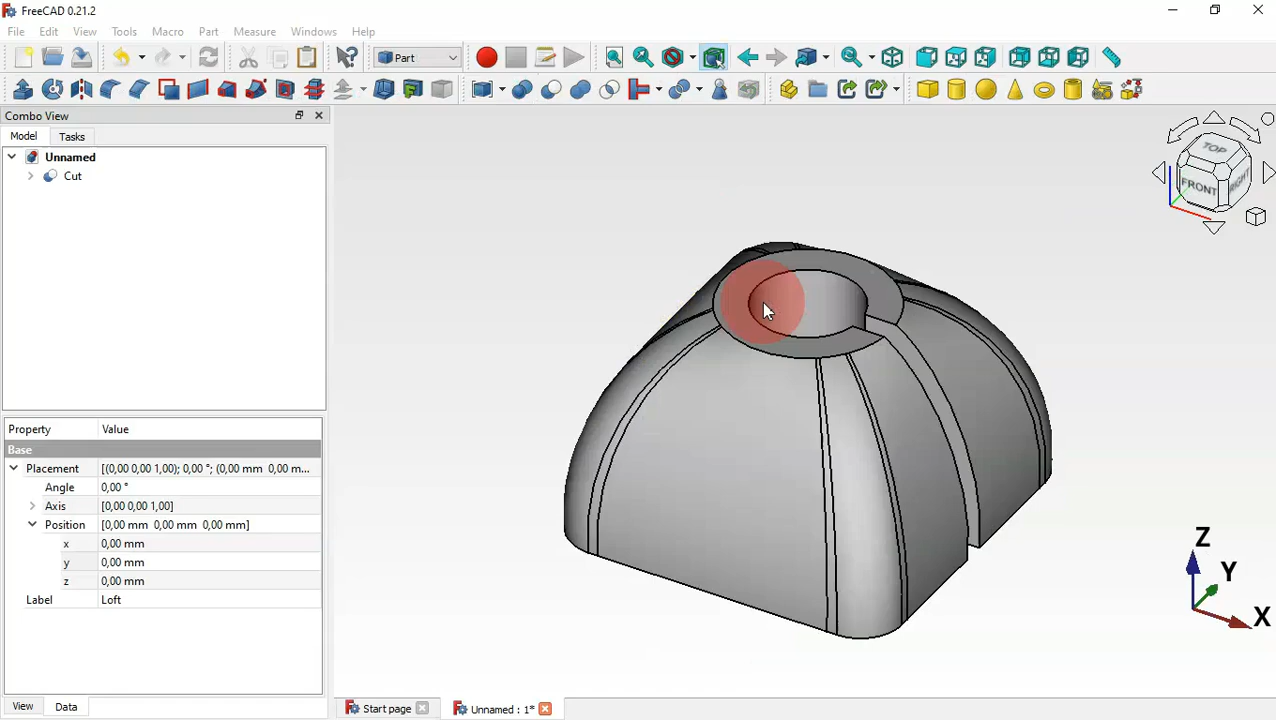 FreeCAD 0.21.2
File Edit View Tools Macro Part Measure Windows Help
Part
Combo View
Model Tasks
Unnamed
Cut
TOP
FRONT RIGHT
Property Value
Base
Placement [(0,00 0,00 1,00); 0,00 °; (0,00 mm 0,00 m...
Angle 0,00 °
Axis [0,00 0,00 1,00]
Position [0,00 mm 0,00 mm 0,00 mm]
x 0,00 mm
y 0,00 mm
z 0,00 mm
Label Loft
Z
Y
X
View Data
Start page Unnamed : 1*